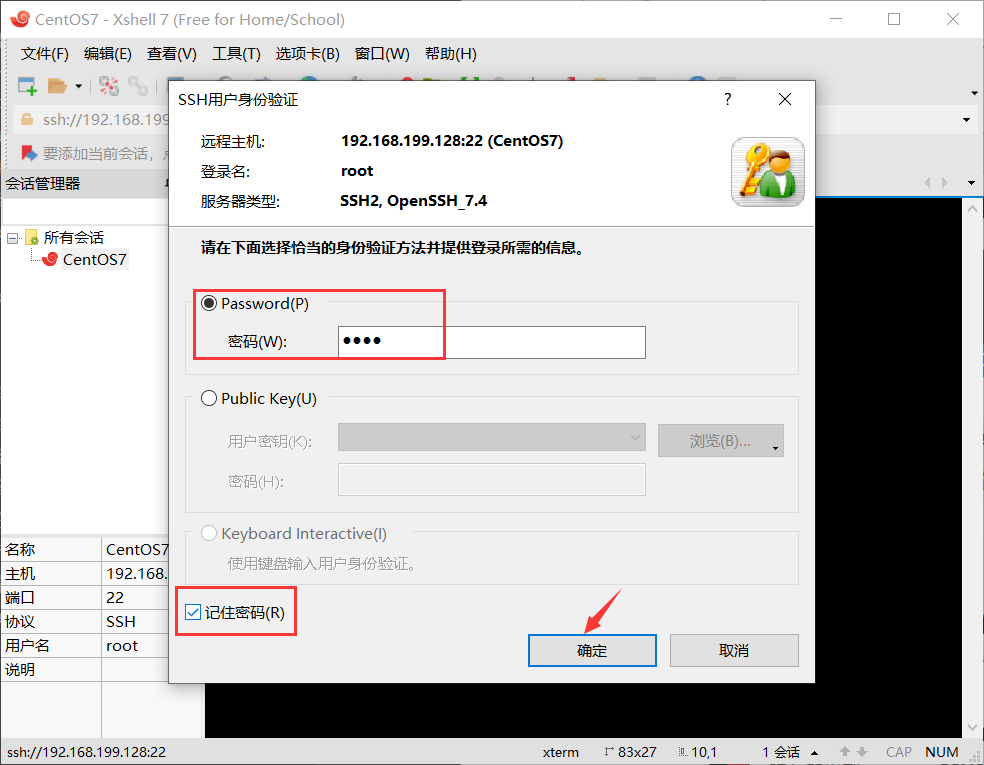 CentOS7 - Xshell 7 (Free for Home/School)
文件(F) 编辑(E) 查看(V) 工具(T) 选项卡(B) 窗口(W) 帮助(H)
ssh://192.168.199
要添加当前会话，
会话管理器
所有会话
CentOS7
名称 CentOS7
主机 192.168.
端口 22
协议 SSH
用户名 root
说明
SSH用户身份验证
?
远程主机: 192.168.199.128:22 (CentOS7)
登录名: root
服务器类型: SSH2, OpenSSH_7.4
请在下面选择恰当的身份验证方法并提供登录所需的信息。
Password(P)
密码(W): ●●●●
Public Key(U)
用户密钥(K): 浏览(B)...
密码(H):
Keyboard Interactive(I)
使用键盘输入用户身份验证。
记住密码(R)
确定 取消
ssh://192.168.199.128:22 xterm 83x27 10,1 1 会话 CAP NUM